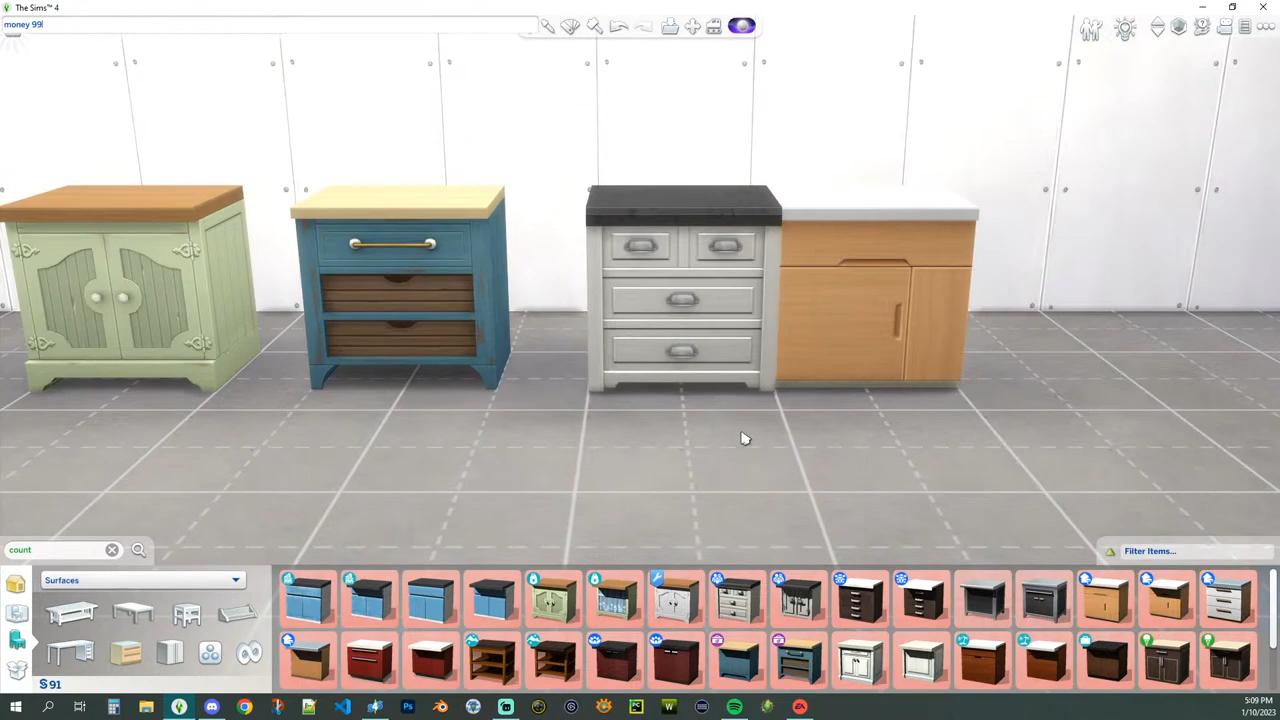 The Sims™ 4
money 99
count
Filter Items...
Surfaces
§91
5:09 PM
1/10/2023